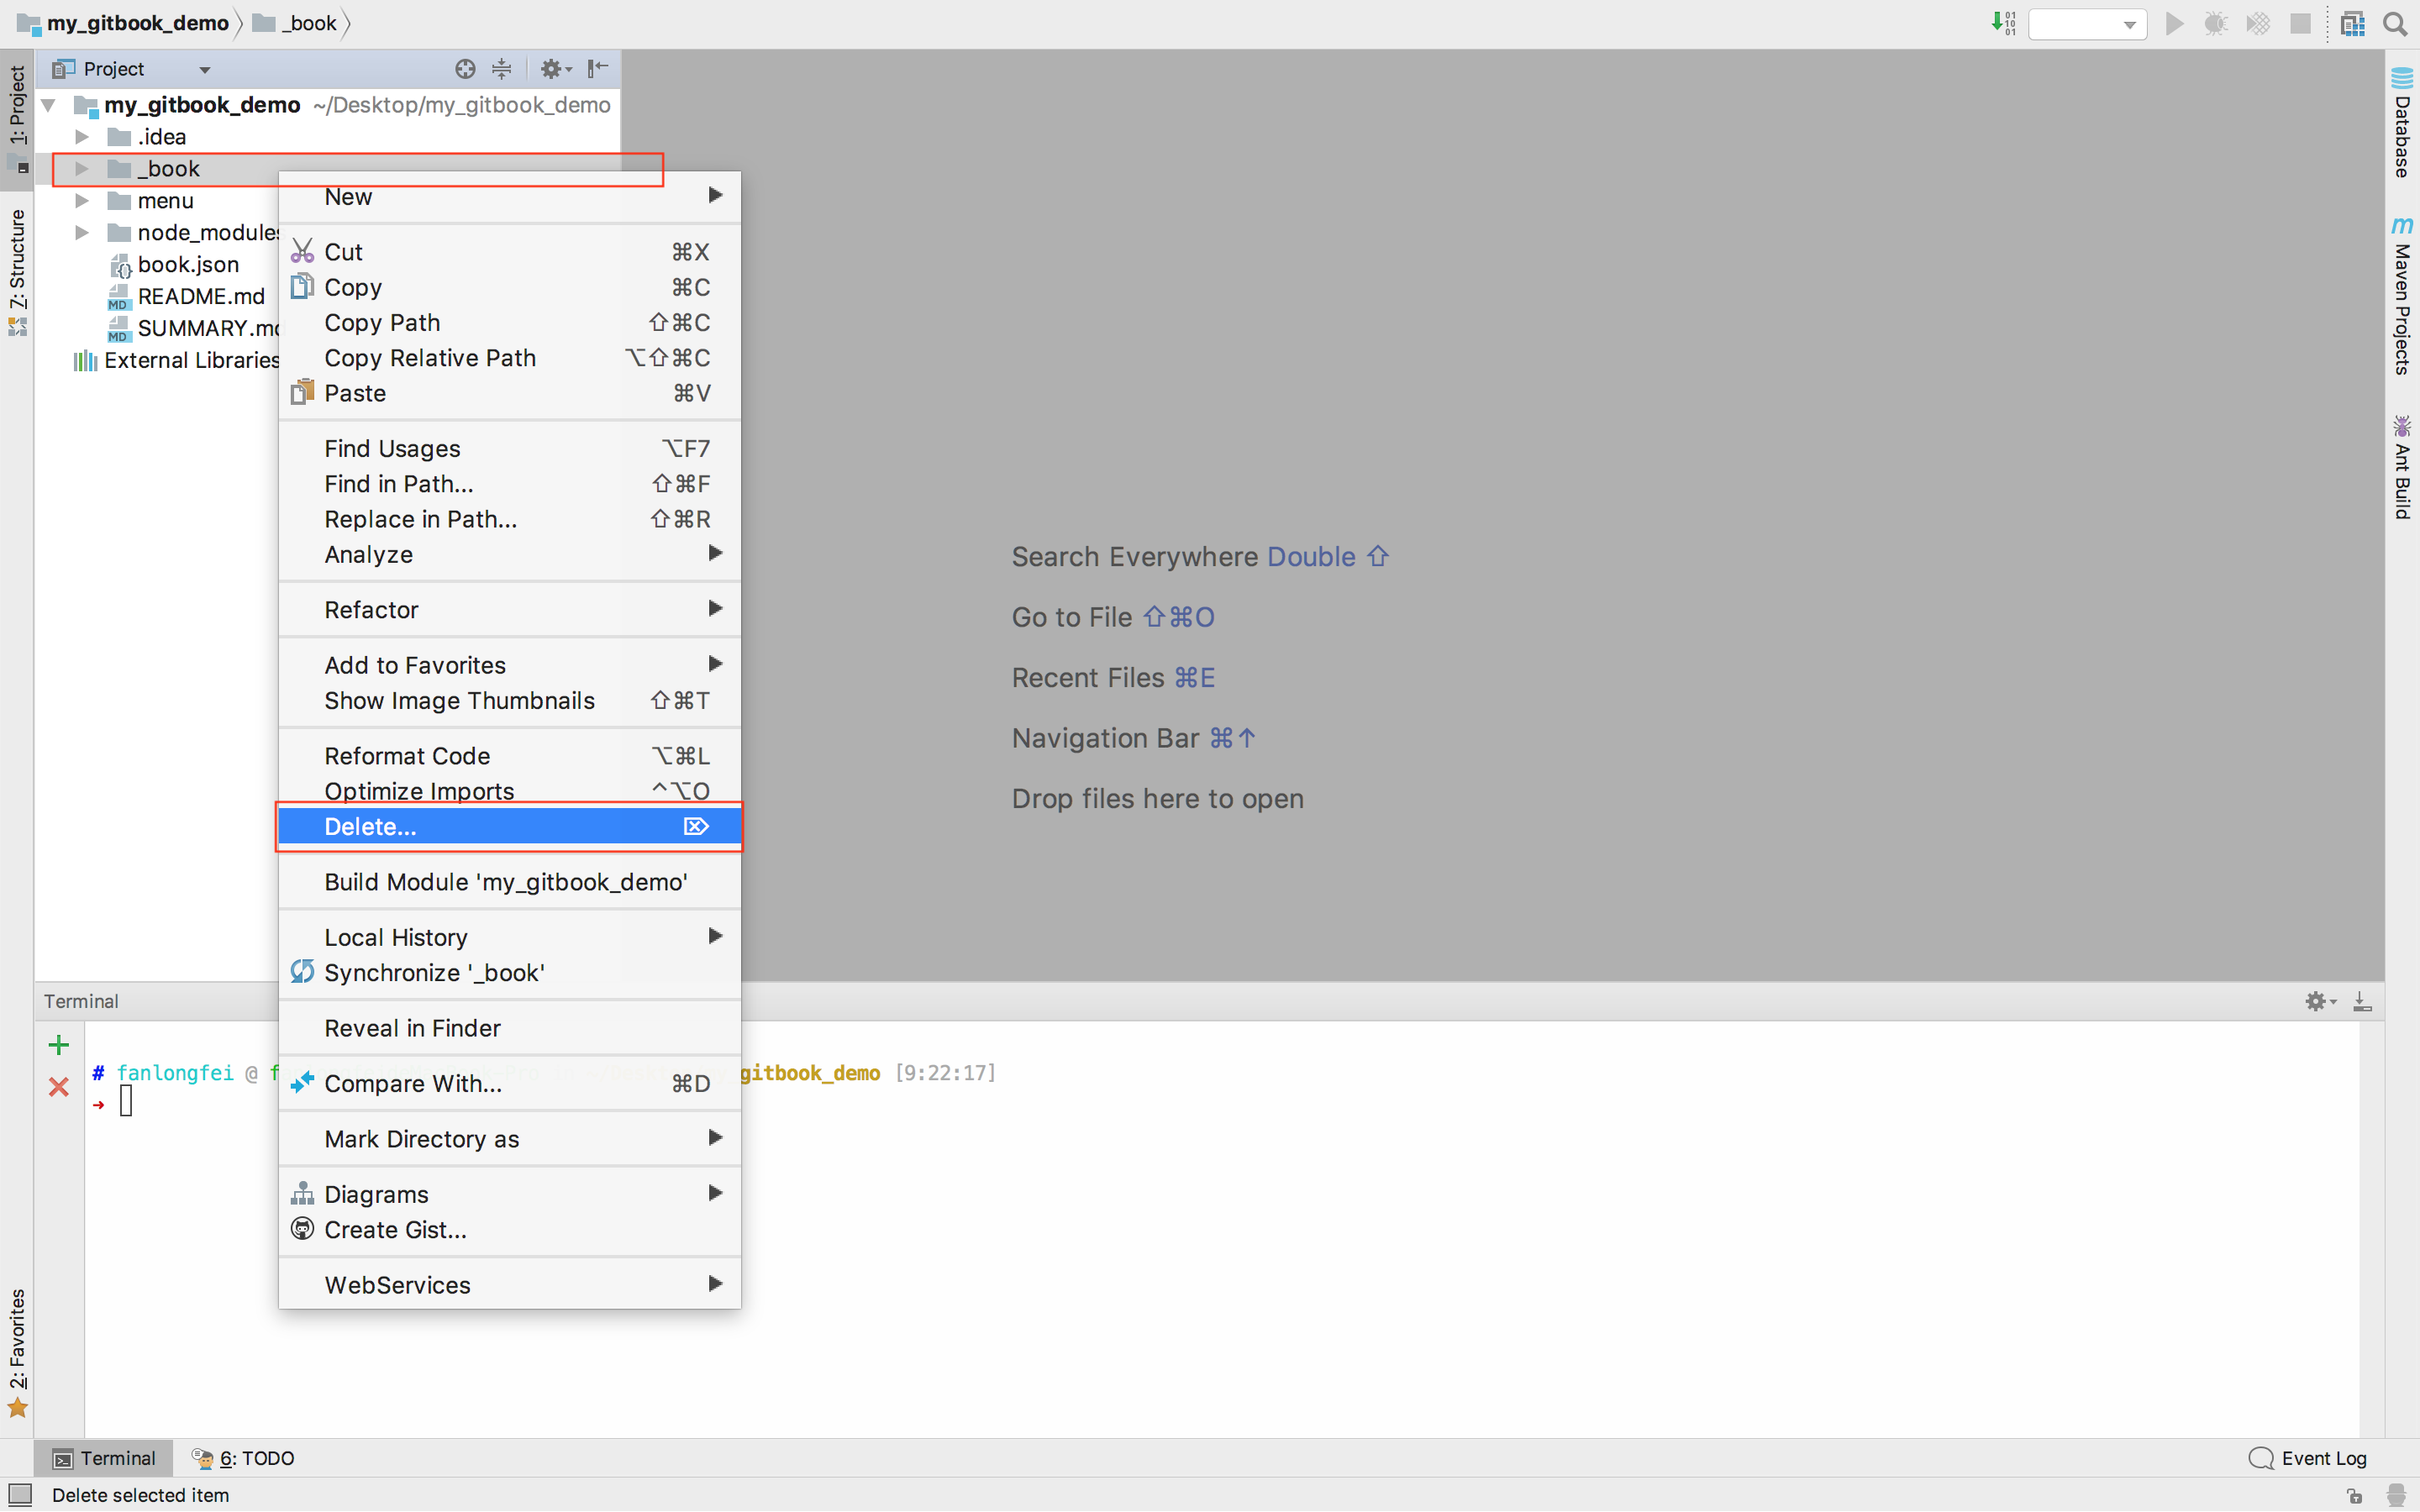 my_gitbook_demo
_book
Project
my_gitbook_demo ~/Desktop/my_gitbook_demo
.idea
_book
menu
node_modules
book.json
README.md
SUMMARY.md
External Libraries
1: Project
7: Structure
2: Favorites
New
Cut ⌘X
Copy ⌘C
Copy Path ⇧⌘C
Copy Relative Path ⌥⇧⌘C
Paste ⌘V
Find Usages ⌥F7
Find in Path... ⇧⌘F
Replace in Path... ⇧⌘R
Analyze
Refactor
Add to Favorites
Show Image Thumbnails ⇧⌘T
Reformat Code ⌥⌘L
Optimize Imports ^⌥O
Delete... ⌦
Build Module 'my_gitbook_demo'
Local History
Synchronize '_book'
Reveal in Finder
Compare With... ⌘D
Mark Directory as
Diagrams
Create Gist...
WebServices
Search Everywhere Double ⇧
Go to File ⇧⌘O
Recent Files ⌘E
Navigation Bar ⌘↑
Drop files here to open
Database
Maven Projects
Ant Build
Terminal
# fanlongfei @ f gitbook_demo [9:22:17]
→
Terminal
6: TODO
Event Log
Delete selected item